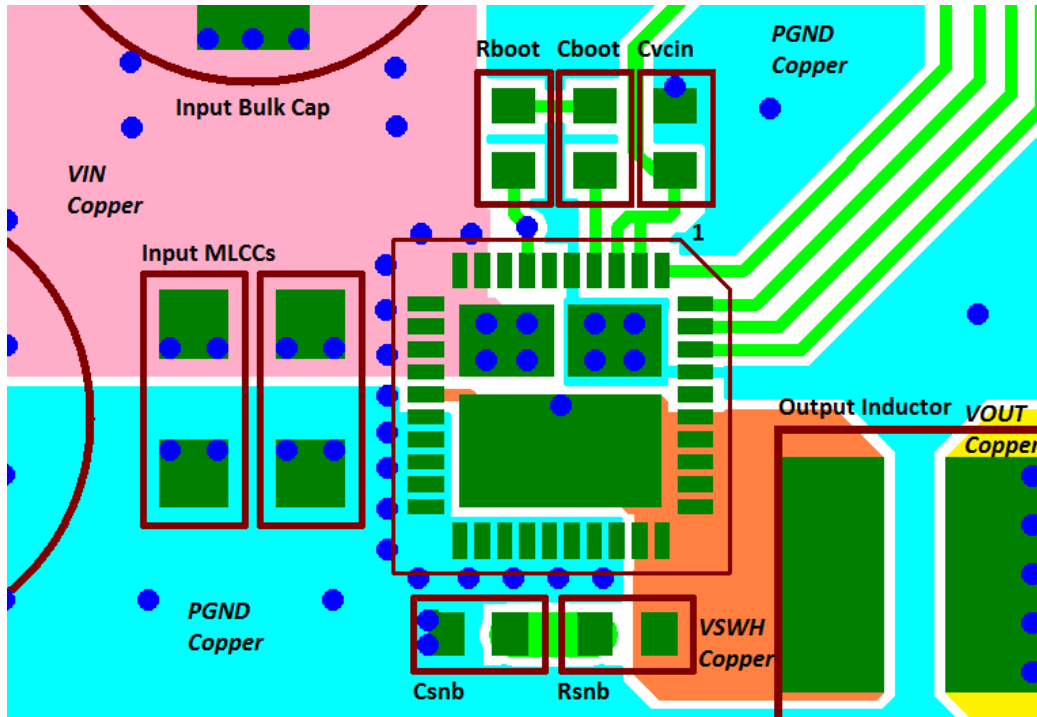 Rboot Cboot Cvcin
PGND
Copper
Input Bulk Cap
VIN
Copper
1
Input MLCCs
Output Inductor
VOUT
Copper
PGND
Copper
VSWH
Copper
Csnb
Rsnb